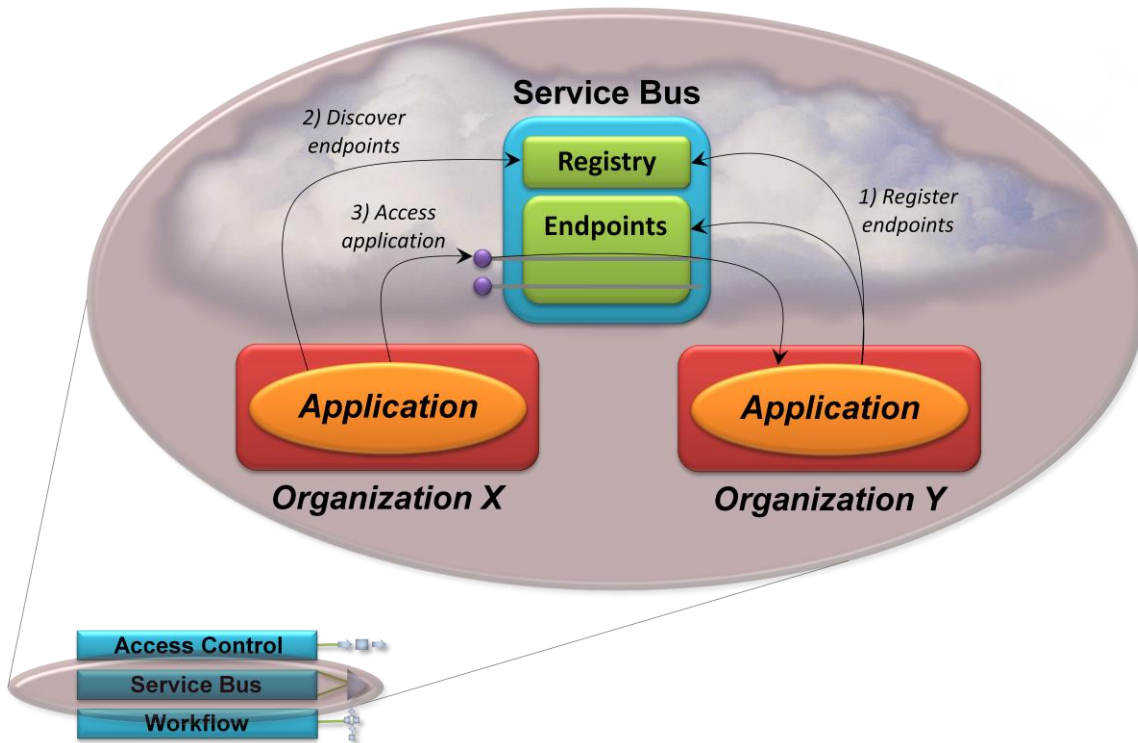 Service Bus
2) Discover
endpoints
Registry
1) Register
endpoints
3) Access
application
Endpoints
Application
Application
Organization X
Organization Y
Access Control
Service Bus
Workflow